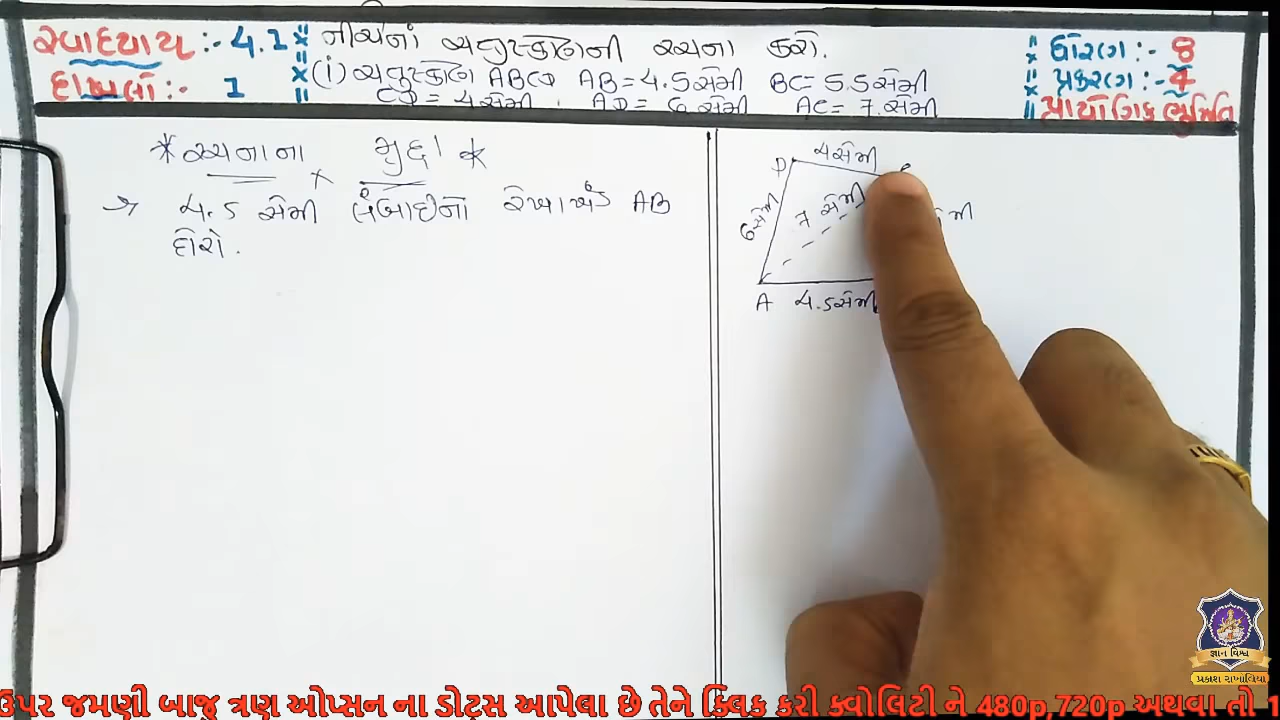 સ્વાદયાય :- 4.1
દાખલો :- 1
નીચેનાં ચતુષ્કોણની રચના કરો.
(i) ચતુષ્કોણ ABCD AB = 4.5 સેમી BC = 5.5 સેમી
CD = 4 સેમી, AD = 6 સેમી AC = 7 સેમી
ધોરણ :- 8
પ્રકરણ :- 4
પ્રાયોગિક ભૂમિતિ
* રચનાના મુદ્દા *
→ 4.5 સેમી લંબાઈનો રેખાખંડ AB
દોરો.
D 4 સેમી
6 સેમી
7 સેમી
સેમી
A 4.5 સેમી
જ્ઞાન વિશ્વ
પ્રકાશ રાખોલિયા
ઉપર જમણી બાજુ ત્રણ ઓપ્સન ના ડોટ્સ આપેલા છે તેને ક્લિક કરી ક્વોલિટી ને 480p,720p અથવા તો 1